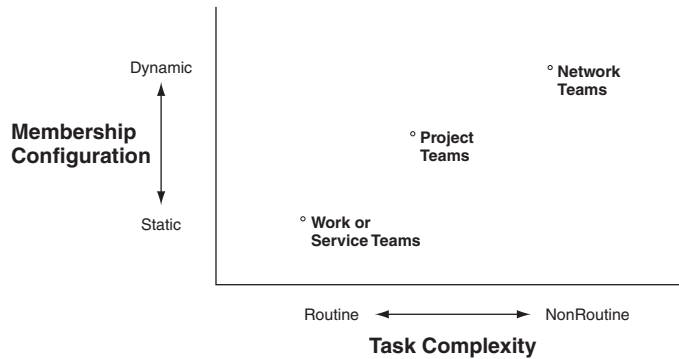 Dynamic
Network
Teams
Membership
Configuration
Project
Teams
Static
Work or
Service Teams
Routine
NonRoutine
Task Complexity